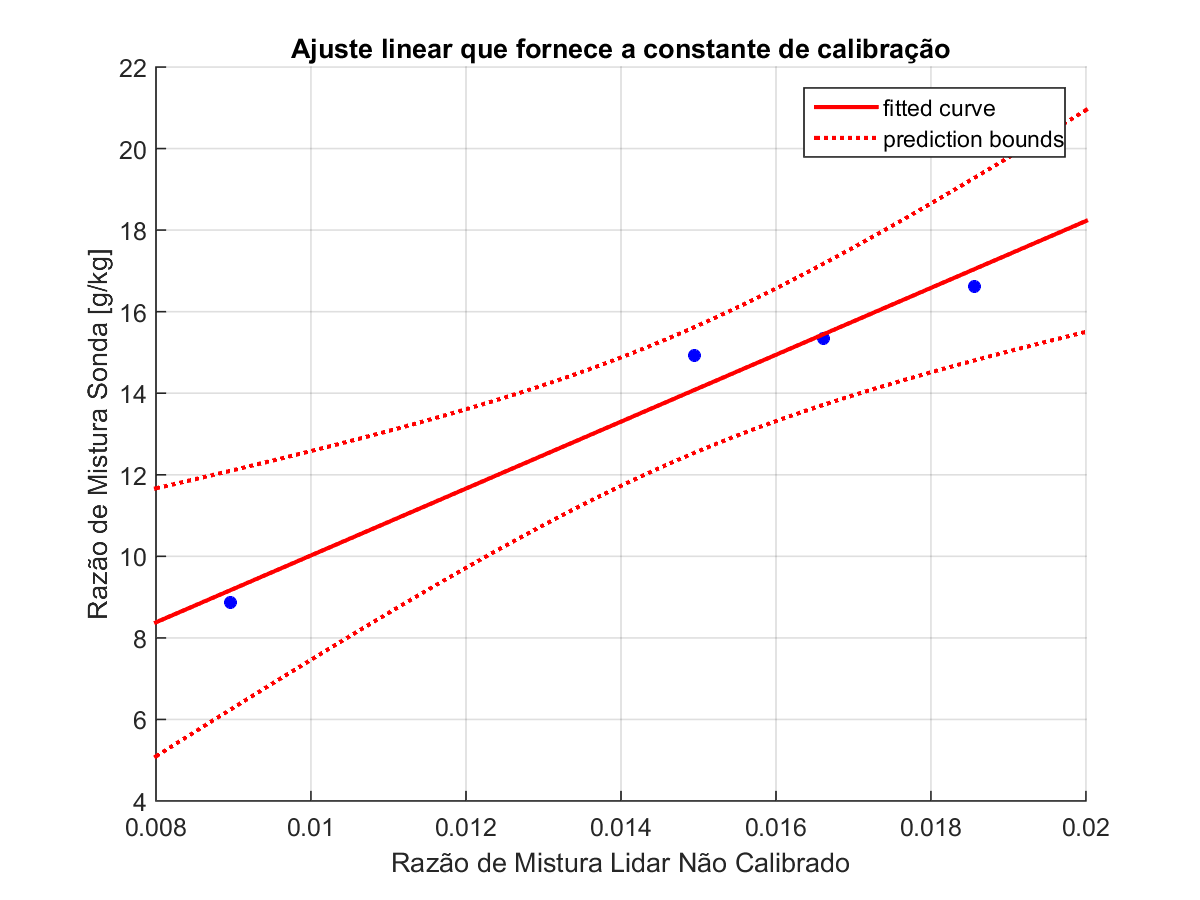 Ajuste linear que fornece a constante de calibração
22
20
18
16
14
12
10
8
6
4
Razão de Mistura Sonda [g/kg]
fitted curve
prediction bounds
0.008 0.01 0.012 0.014 0.016 0.018 0.02
Razão de Mistura Lidar Não Calibrado